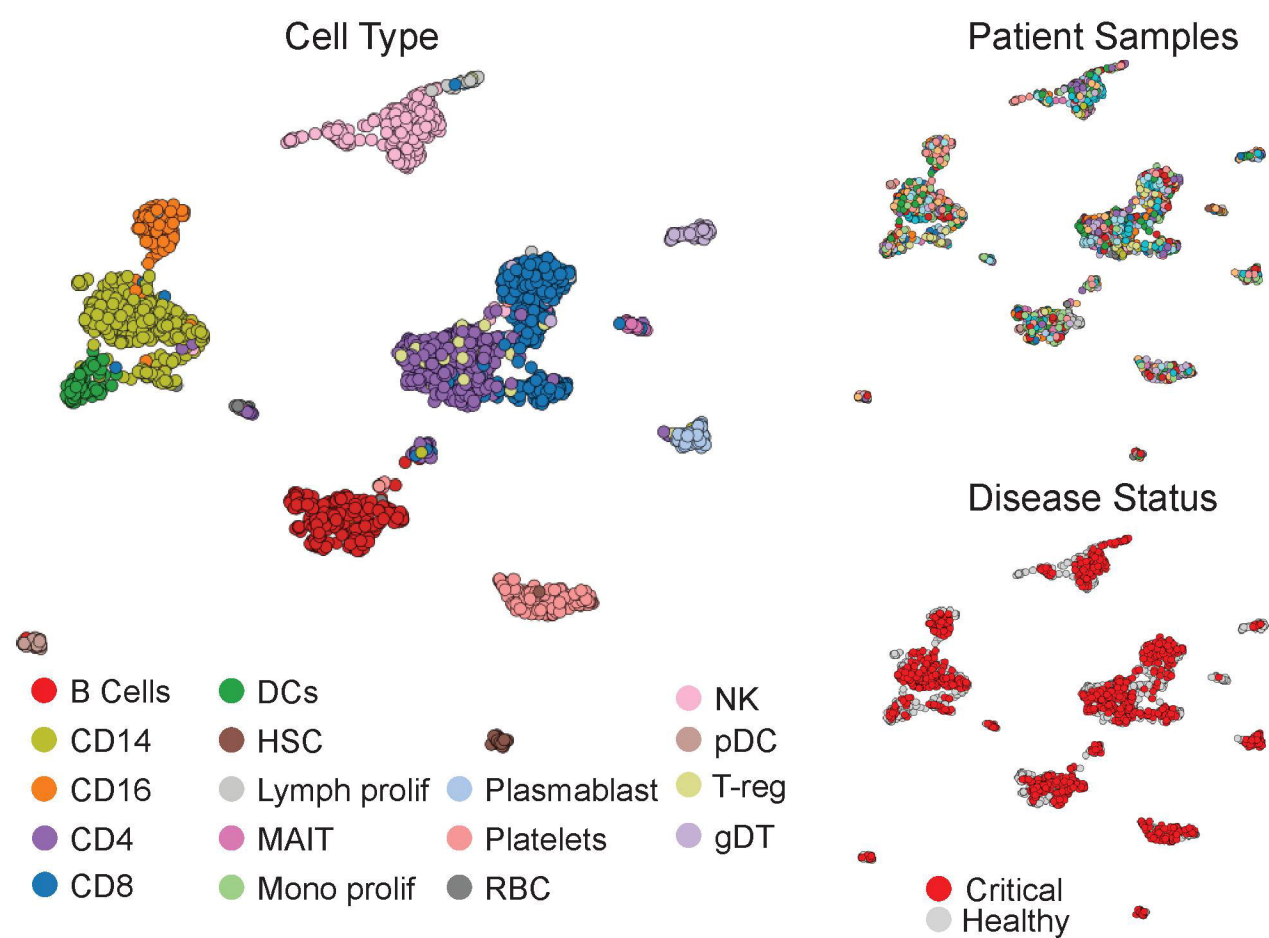 Cell Type
Patient Samples
Disease Status
B Cells
CD14
CD16
CD4
CD8
DCs
HSC
Lymph prolif
MAIT
Mono prolif
Plasmablast
Platelets
RBC
NK
pDC
T-reg
gDT
Critical
Healthy